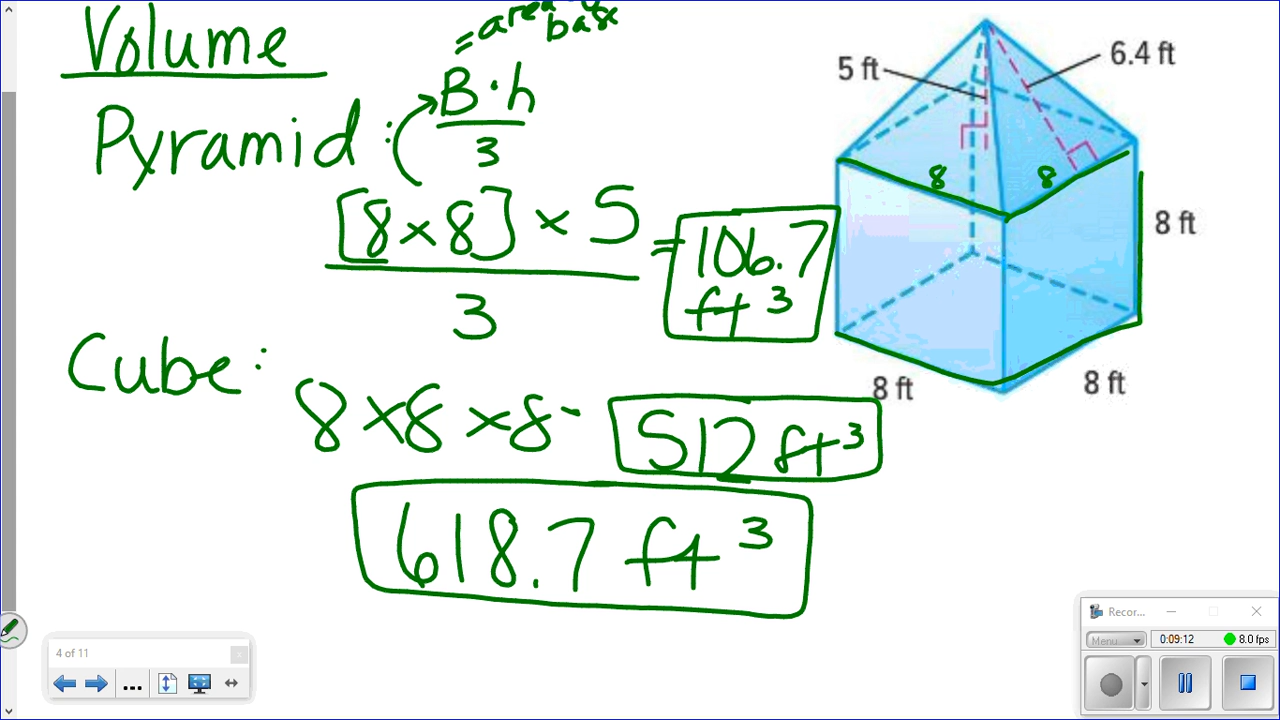 Volume
= area of base
Pyramid: B·h
3
[8×8] × 5
3
= 106.7 ft³
Cube:
8×8×8 - 512 ft³
618.7 ft³
5 ft
6.4 ft
8
8
8 ft
8 ft
8 ft
4 of 11
Recor...
Menu
0:09:12
8.0 fps